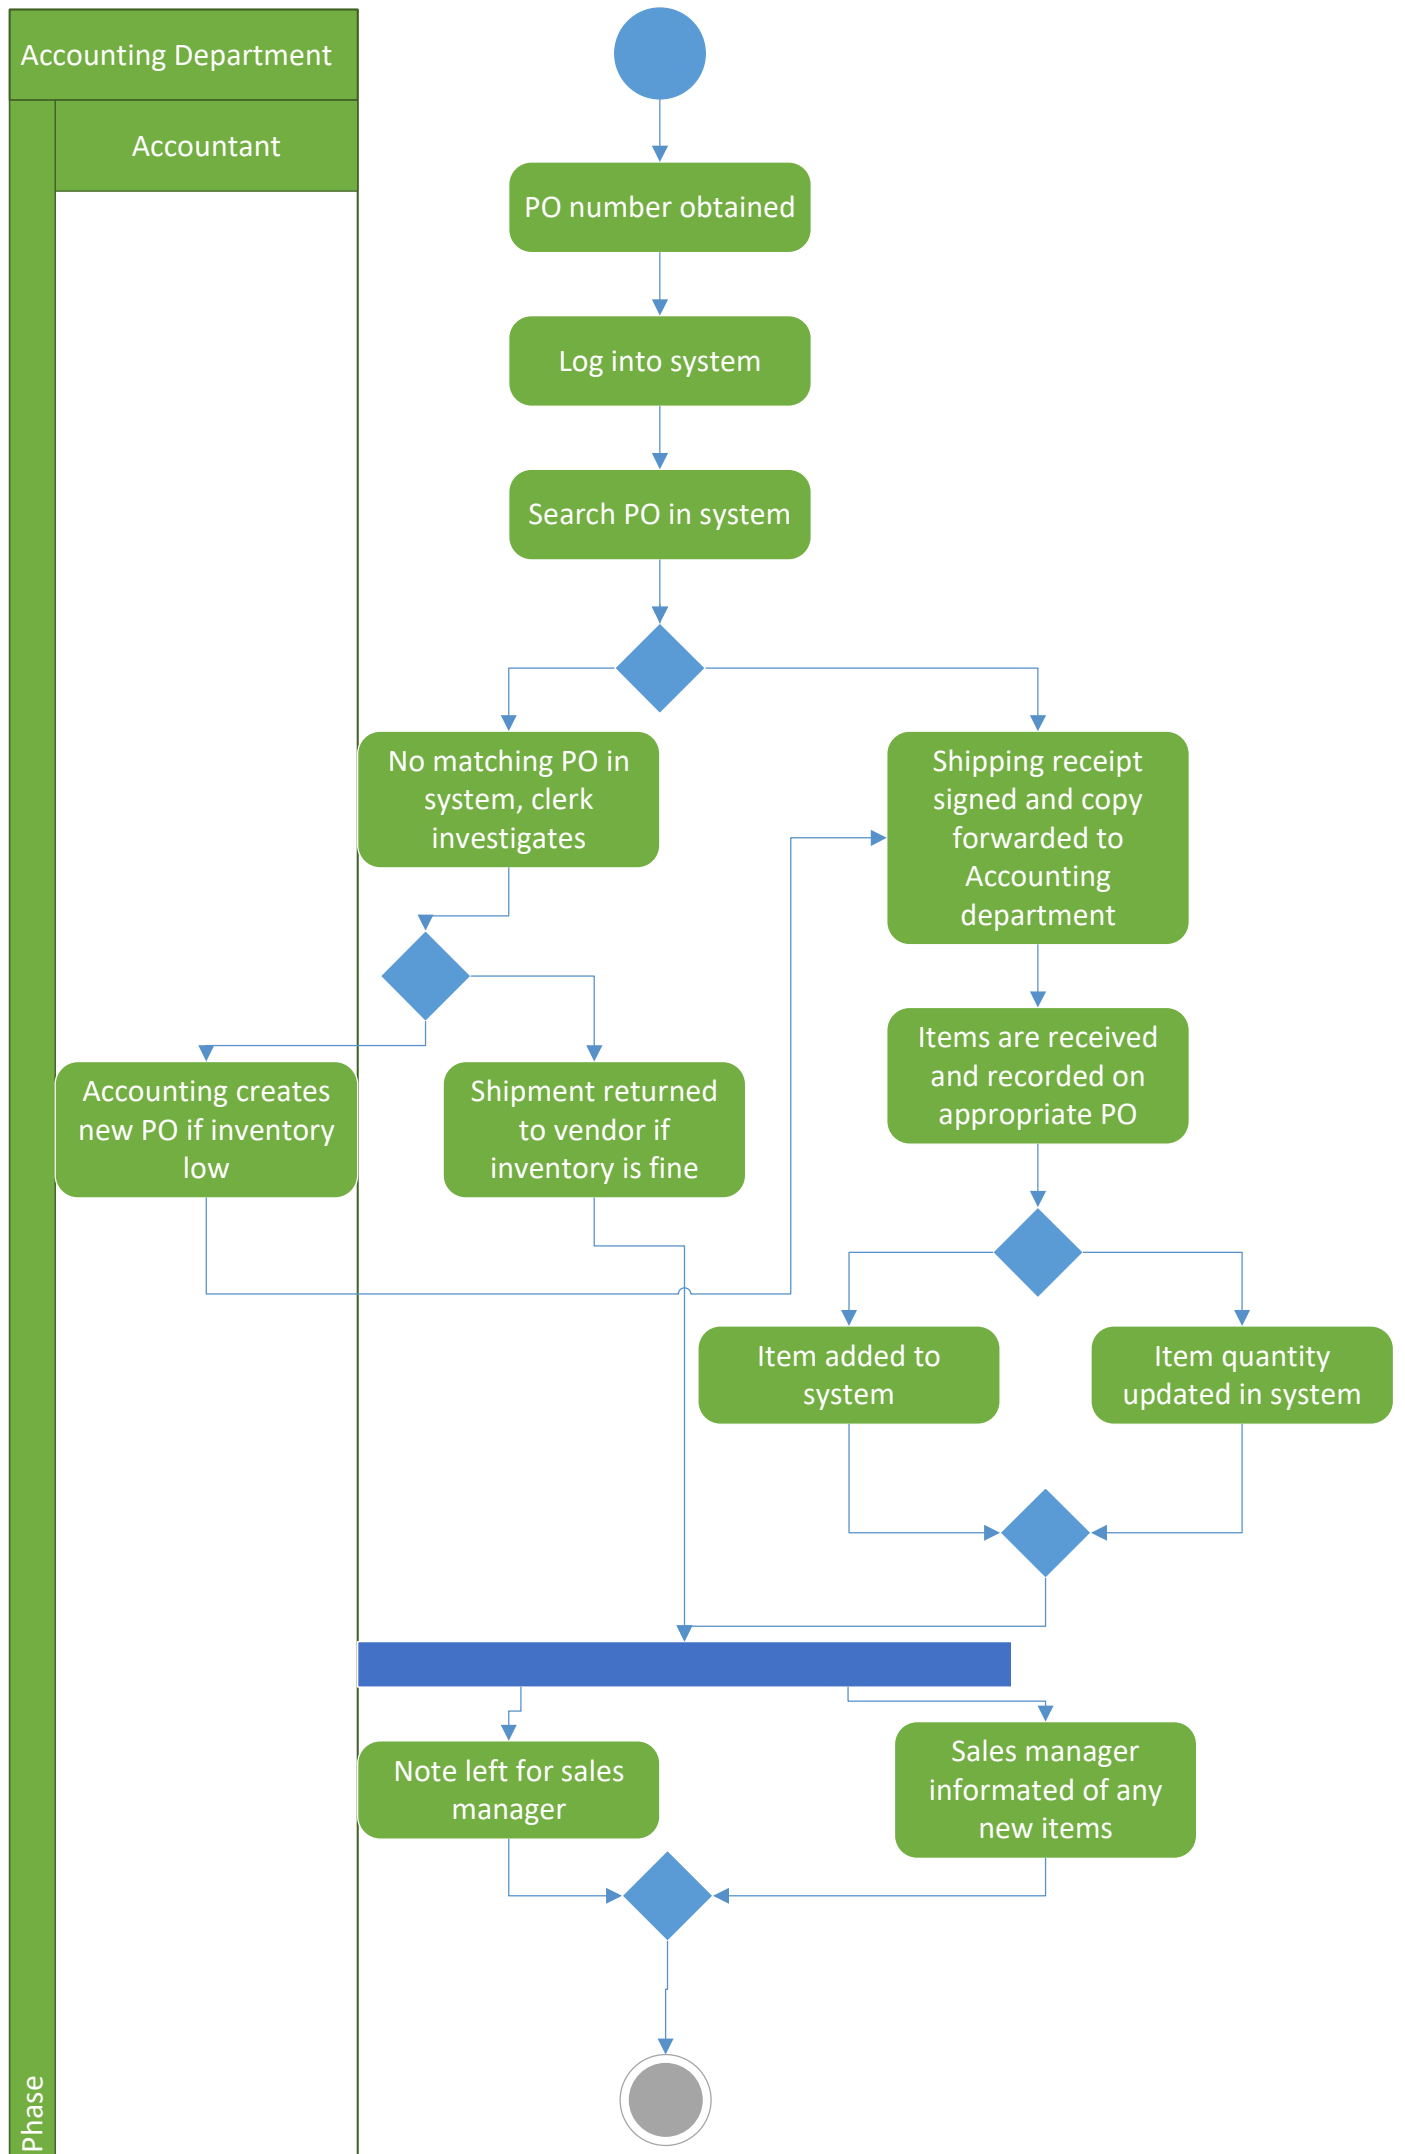 Accounting Department
Accountant
PO number obtained
Log into system
Search PO in system
No matching PO in
system, clerk
investigates
Shipping receipt
signed and copy
forwarded to
Accounting
department
Accounting creates
new PO if inventory
low
Shipment returned
to vendor if
inventory is fine
Items are received
and recorded on
appropriate PO
Item added to
system
Item quantity
updated in system
Note left for sales
manager
Sales manager
informated of any
new items
Phase